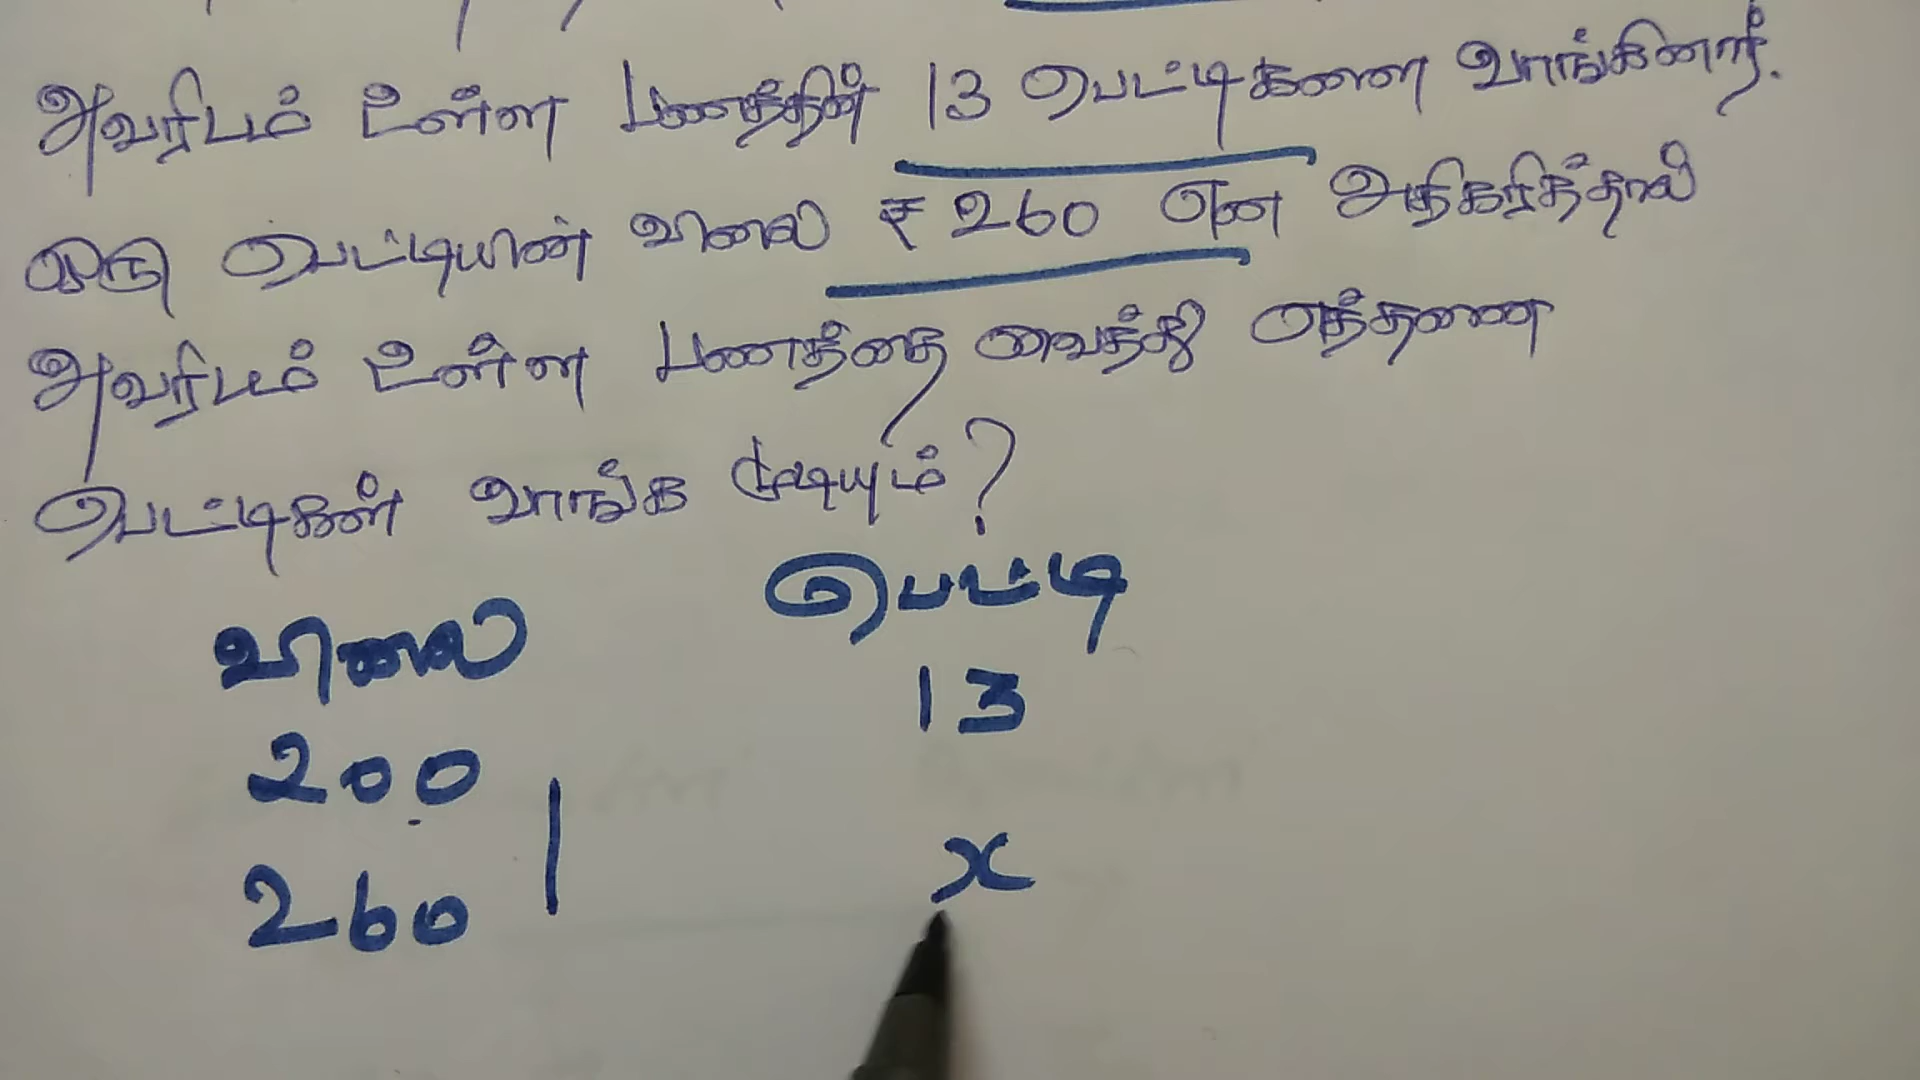 அவரிடம் உள்ள பணத்தின் 13 பெட்டிகளை வாங்கினார்.
ஒரு பெட்டியின் விலை ₹ 260 என அதிகரித்தால்
அவரிடம் உள்ள பணத்தை வைத்து எத்தணை
பெட்டிகள் வாங்க முடியும்?
விலை பெட்டி
200 13
260 x